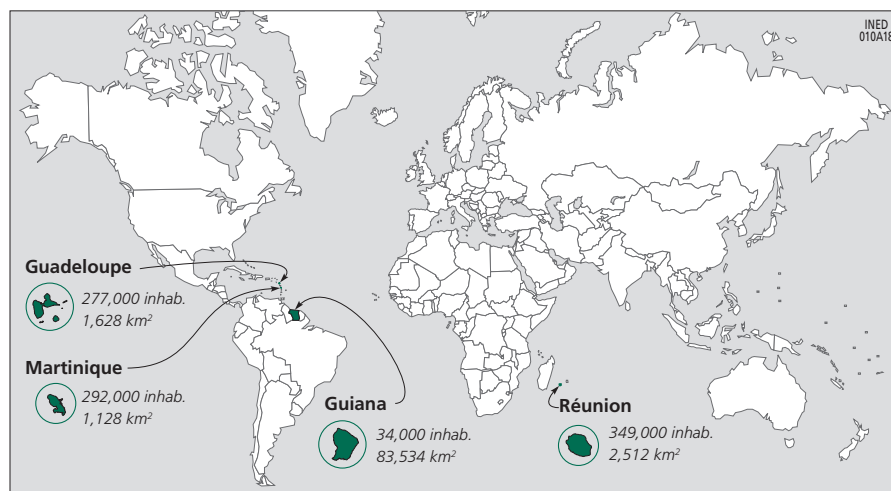 INED
010A18
Guadeloupe
277,000 inhab.
1,628 km²
Martinique
292,000 inhab.
1,128 km²
Guiana
34,000 inhab.
83,534 km²
Réunion
349,000 inhab.
2,512 km²